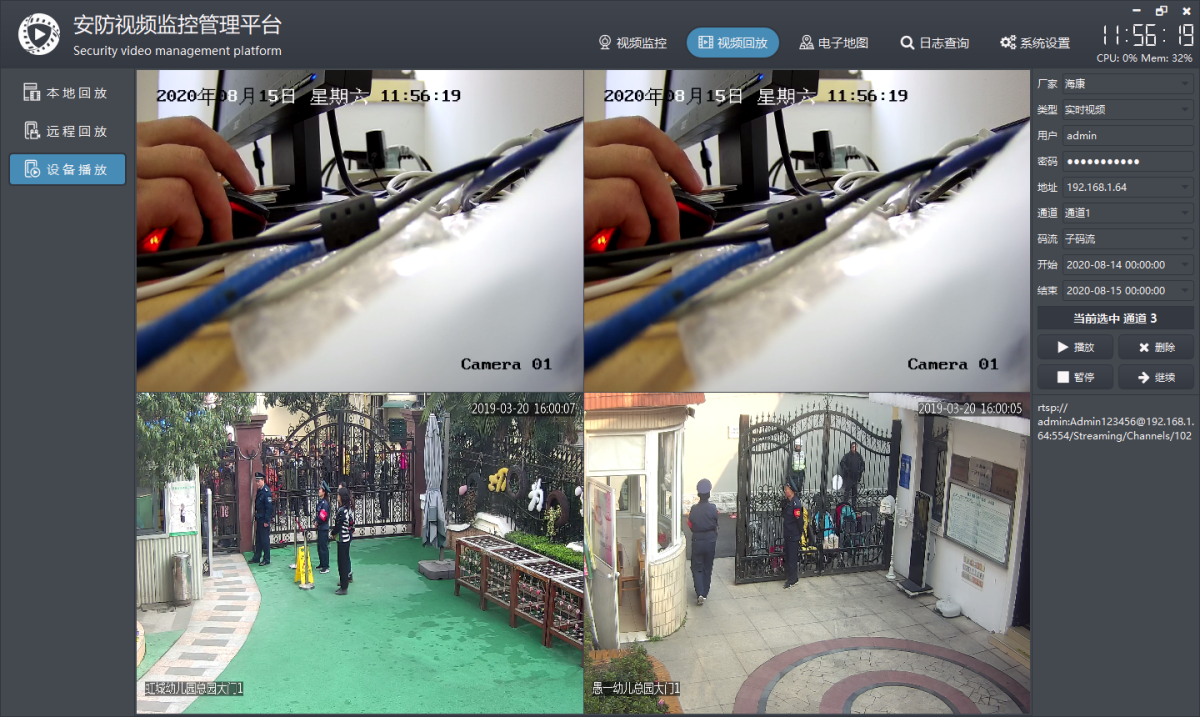 安防视频监控管理平台
Security video management platform
视频监控
视频回放
电子地图
日志查询
系统设置
11:56:19
CPU: 0% Mem: 32%
本地回放
远程回放
设备播放
2020年08月15日 星期六 11:56:19
Camera 01
2020年08月15日 星期六 11:56:19
Camera 01
2019-03-20 16:00:07
虹城幼儿园总园大门1
2019-03-20 16:00:05
愚一幼儿总园大门1
厂家 海康
类型 实时视频
用户 admin
密码 ●●●●●●●●●●●
地址 192.168.1.64
通道 通道1
码流 子码流
开始 2020-08-14 00:00:00
结束 2020-08-15 00:00:00
当前选中 通道 3
播放
删除
暂停
继续
rtsp://
admin:Admin123456@192.168.1.
64:554/Streaming/Channels/102